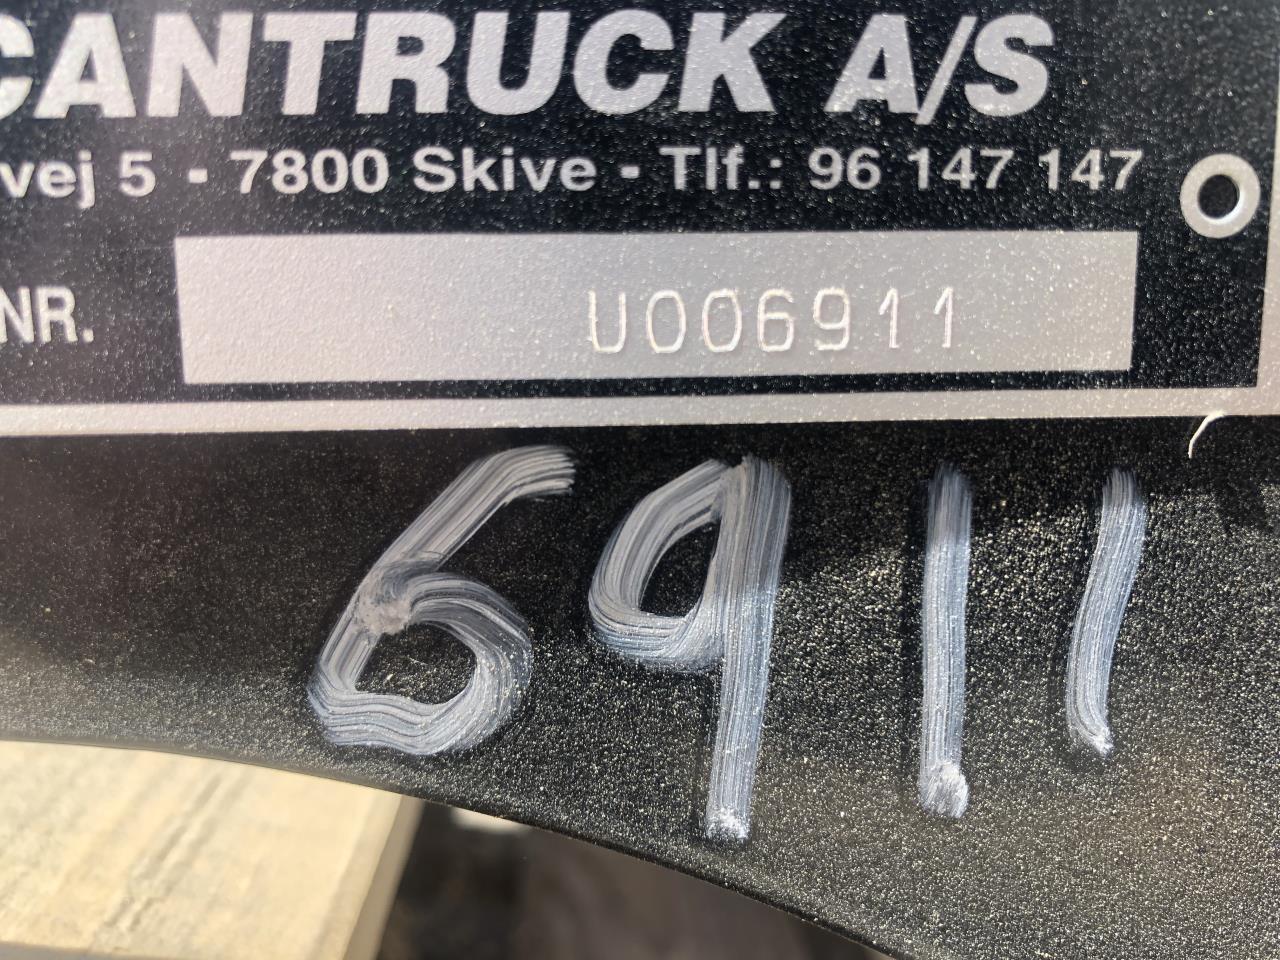 CANTRUCK A/S
vej 5 - 7800 Skive - Tlf.: 96 147 147
NR. U006911
6911